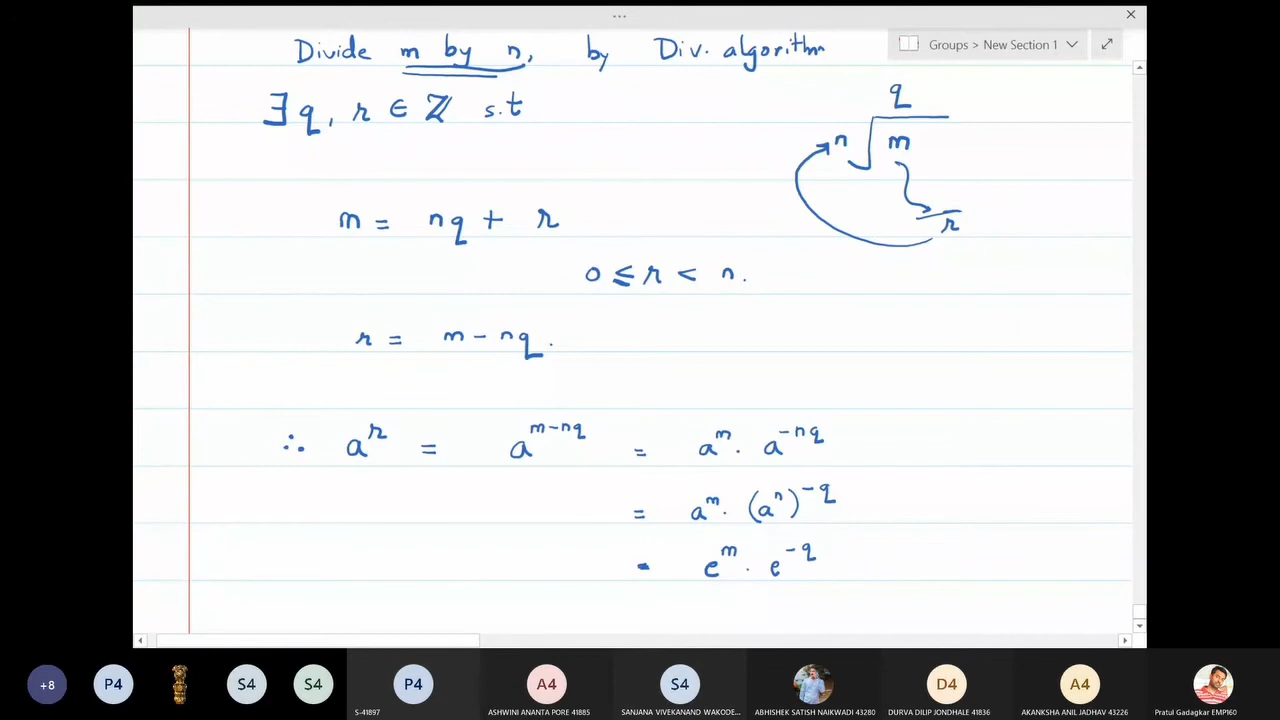 Divide m by n, by Div. algorithm
Groups > New Section 1
∃ q, r ∈ ℤ s.t
q
n m
r
m = nq + r
0 ≤ r < n.
r = m - nq.
∴ a^r = a^{m-nq} = a^m · a^{-nq}
= a^m · (a^n)^{-q}
= e^m · e^{-q}
+8 P4 S4 S4 P4 A4 S4 D4 A4
S-41897 ASHWINI ANANTA PORE 41885 SANJANA VIVEKANAND WAKODE... ABHISHEK SATISH NAIKWADI 43280 DURVA DILIP JONDHALE 41836 AKANKSHA ANIL JADHAV 43226 Pratul Gadagkar EMP160